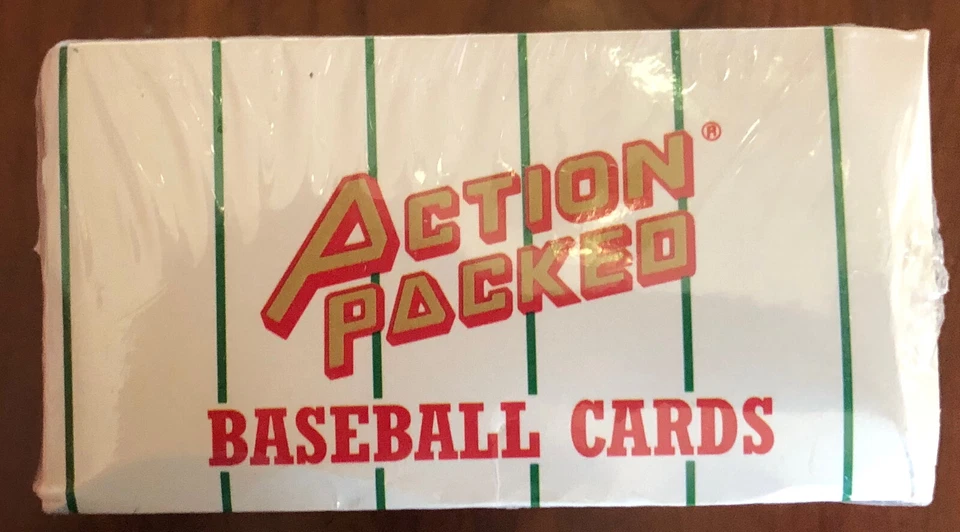 ACTION®
PACKED
BASEBALL CARDS